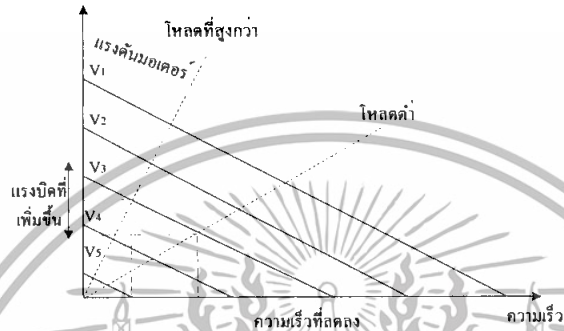 โหลดที่สูงกว่า
แรงดันมอเตอร์
V1
โหลดต่ำ
V2
V3
แรงบิดที่
เพิ่มขึ้น
V4
V5
ความเร็วที่ลดลง
ความเร็ว